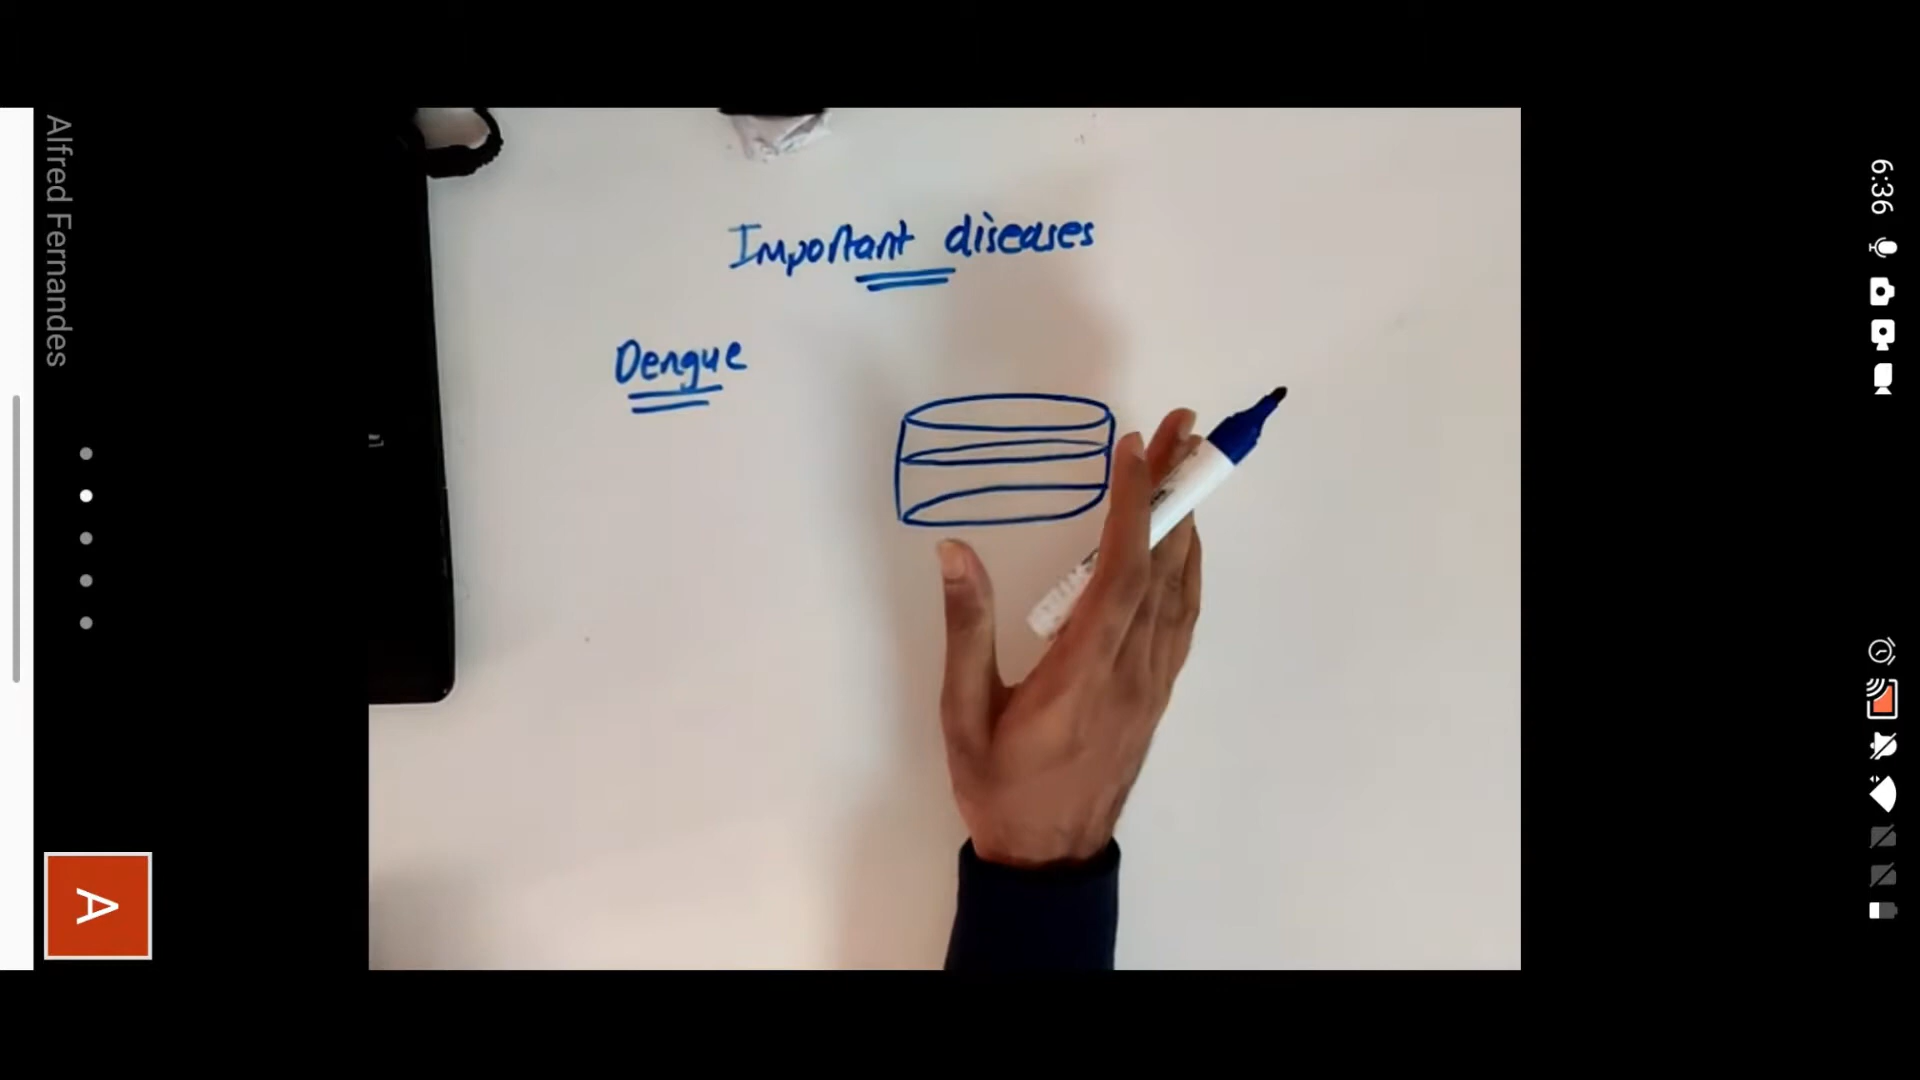 Important diseases
Dengue
Alfred Fernandes
6:36
A